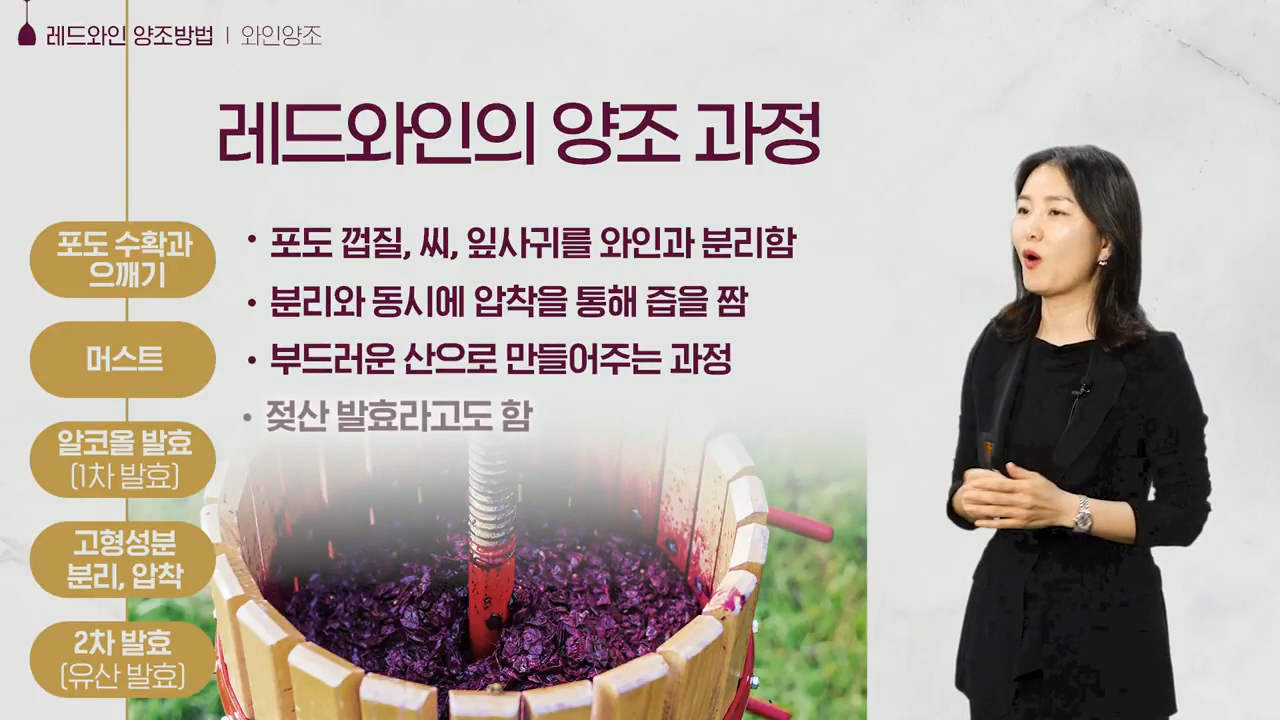 레드와인 양조방법 | 와인양조
레드와인의 양조 과정
포도 수확과
으깨기
머스트
알코올 발효
(1차 발효)
고형성분
분리, 압착
2차 발효
(유산 발효)
• 포도 껍질, 씨, 잎사귀를 와인과 분리함
• 분리와 동시에 압착을 통해 즙을 짬
• 부드러운 산으로 만들어주는 과정
• 젖산 발효라고도 함